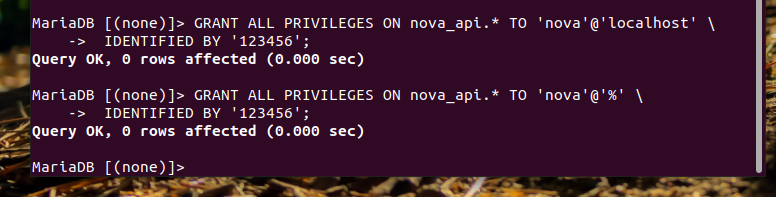 MariaDB [(none)]> GRANT ALL PRIVILEGES ON nova_api.* TO 'nova'@'localhost' \
    ->  IDENTIFIED BY '123456';
Query OK, 0 rows affected (0.000 sec)

MariaDB [(none)]> GRANT ALL PRIVILEGES ON nova_api.* TO 'nova'@'%' \
    ->  IDENTIFIED BY '123456';
Query OK, 0 rows affected (0.000 sec)

MariaDB [(none)]>